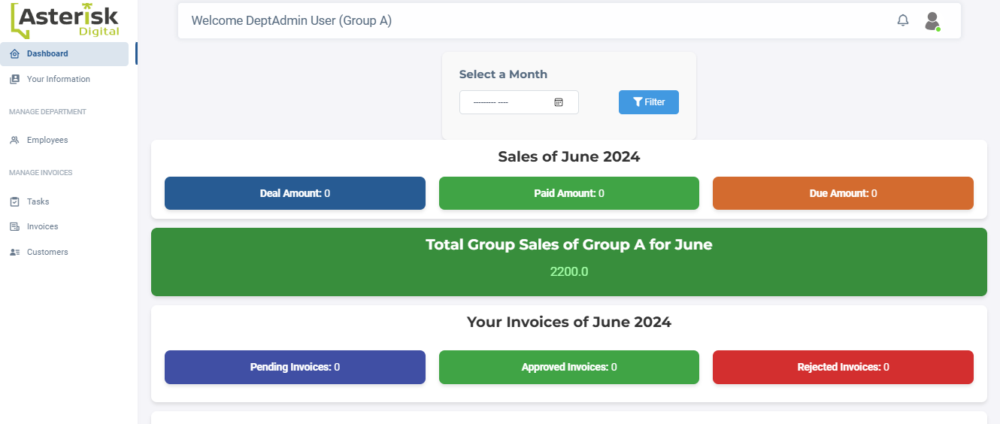 Asterisk
Digital
Dashboard
Your Information
MANAGE DEPARTMENT
Employees
MANAGE INVOICES
Tasks
Invoices
Customers
Welcome DeptAdmin User (Group A)
Select a Month
--------- ----
Filter
Sales of June 2024
Deal Amount: 0
Paid Amount: 0
Due Amount: 0
Total Group Sales of Group A for June
2200.0
Your Invoices of June 2024
Pending Invoices: 0
Approved Invoices: 0
Rejected Invoices: 0